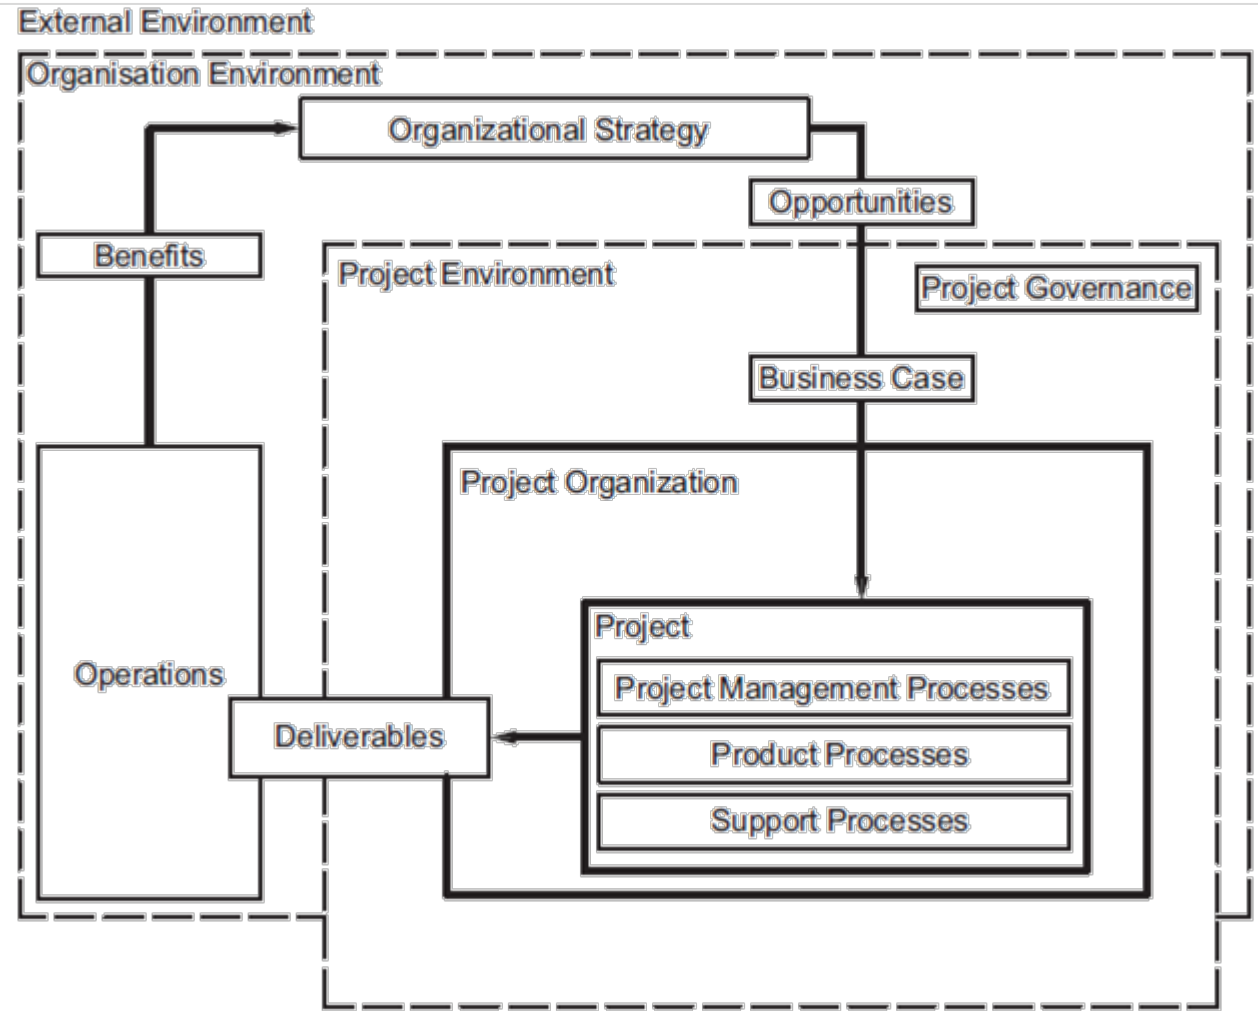 External Environment
Organisation Environment
Organizational Strategy
Opportunities
Benefits
Project Environment
Project Governance
Business Case
Project Organization
Project
Operations
Project Management Processes
Deliverables
Product Processes
Support Processes